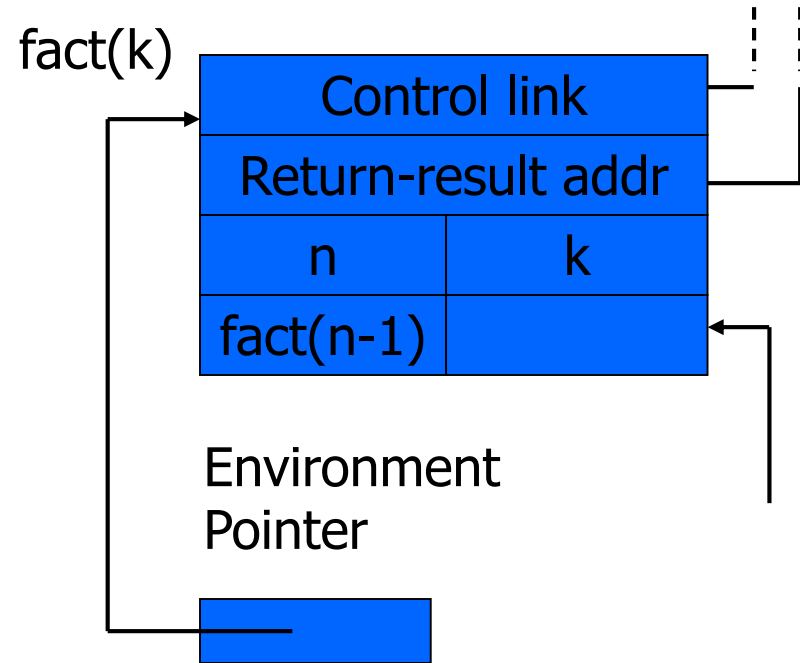 fact(k)
Control link
Return-result addr
n k
fact(n-1)
Environment
Pointer